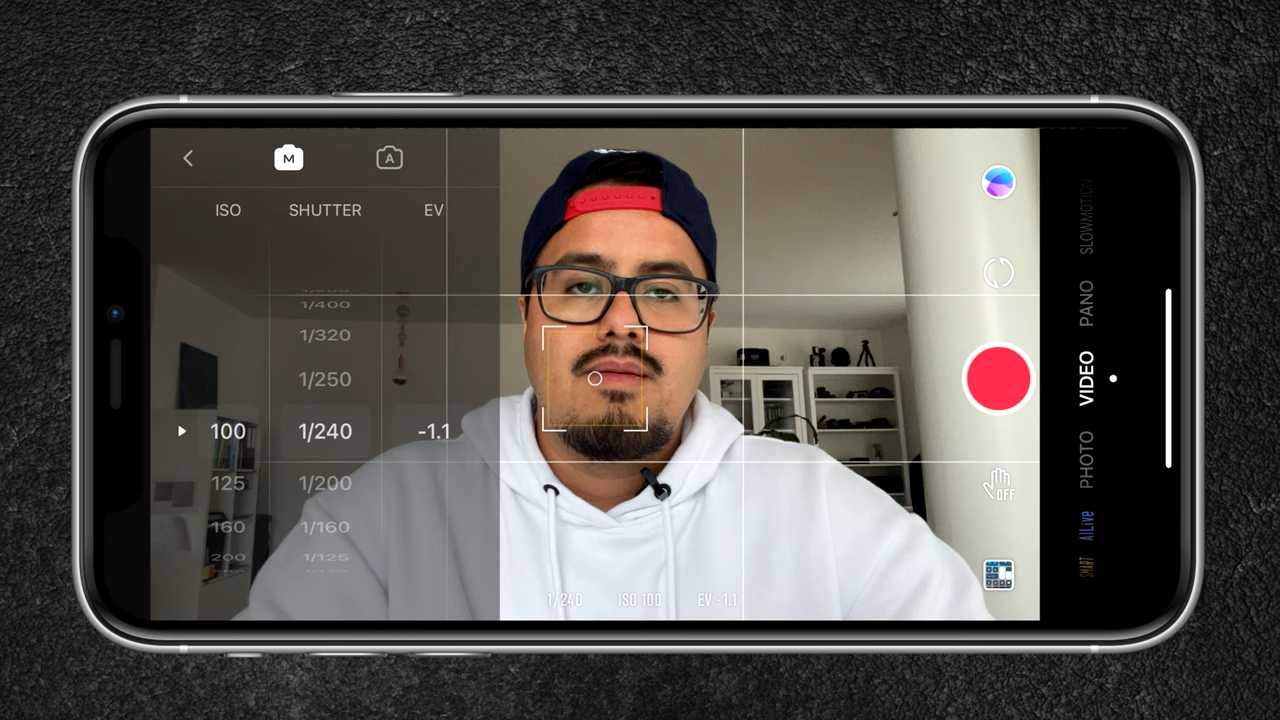 M A
ISO SHUTTER EV
1/400
1/320
1/250
100 1/240 -1.1
125 1/200
160 1/160
200 1/125
1/240 ISO 100 EV -1.1
OFF
SLOWMOTION
PANO
VIDEO
PHOTO
AILive
SMART